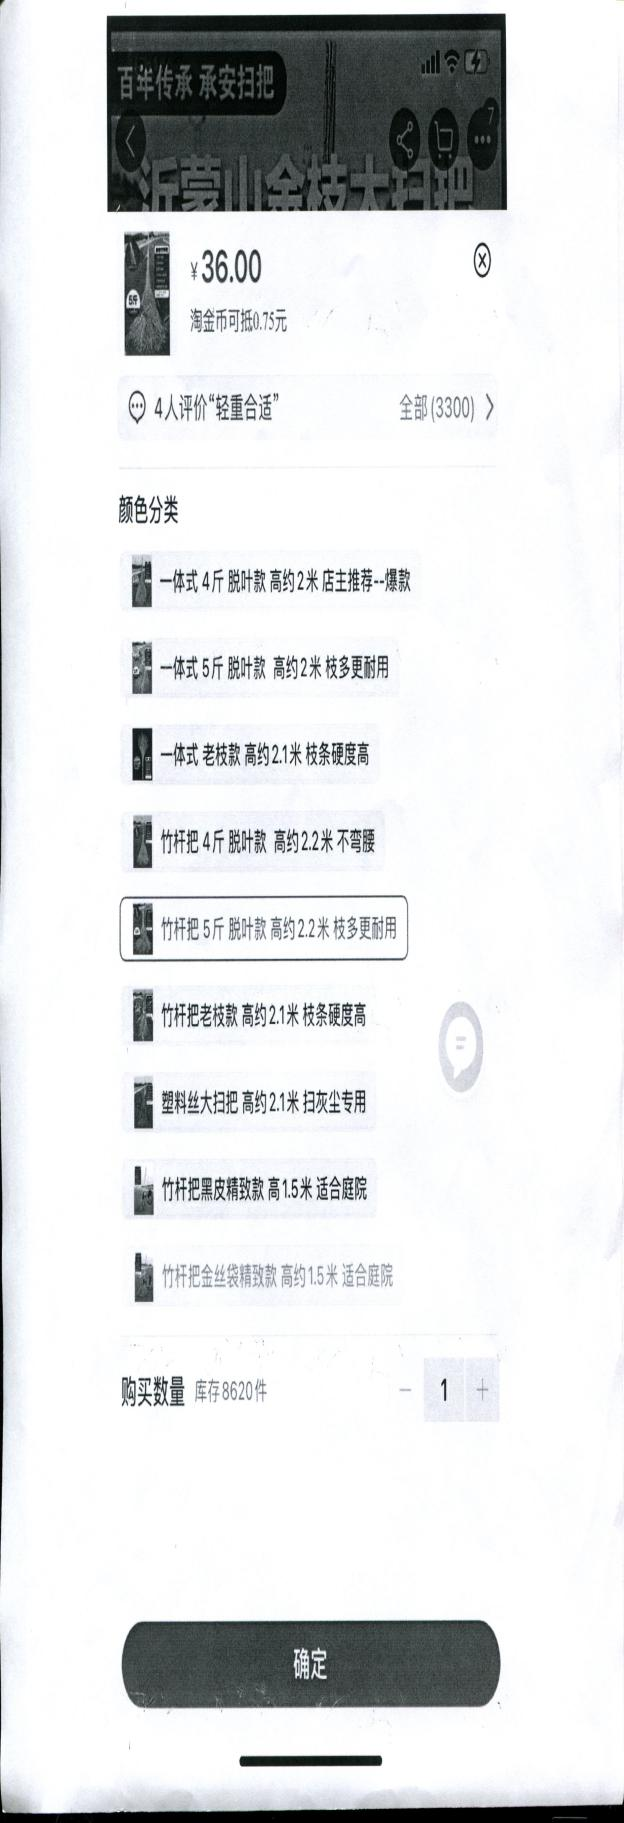 百年传承 承安扫把
7
沂蒙山金枝大扫把
¥36.00
淘金币可抵0.75元
4人评价“轻重合适”
全部(3300)
颜色分类
一体式 4斤 脱叶款 高约2米 店主推荐--爆款
一体式 5斤 脱叶款 高约2米 枝多更耐用
一体式 老枝款 高约2.1米 枝条硬度高
竹杆把 4斤 脱叶款 高约2.2米 不弯腰
竹杆把 5斤 脱叶款 高约2.2米 枝多更耐用
竹杆把老枝款 高约2.1米 枝条硬度高
塑料丝大扫把 高约2.1米 扫灰尘专用
竹杆把黑皮精致款 高1.5米 适合庭院
竹杆把金丝袋精致款 高约1.5米 适合庭院
购买数量 库存8620件
1
确定